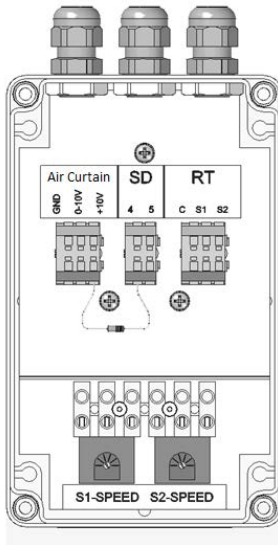 Air Curtain SD RT
GND 0-10V +10V 4 5 C S1 S2
S1-SPEED S2-SPEED